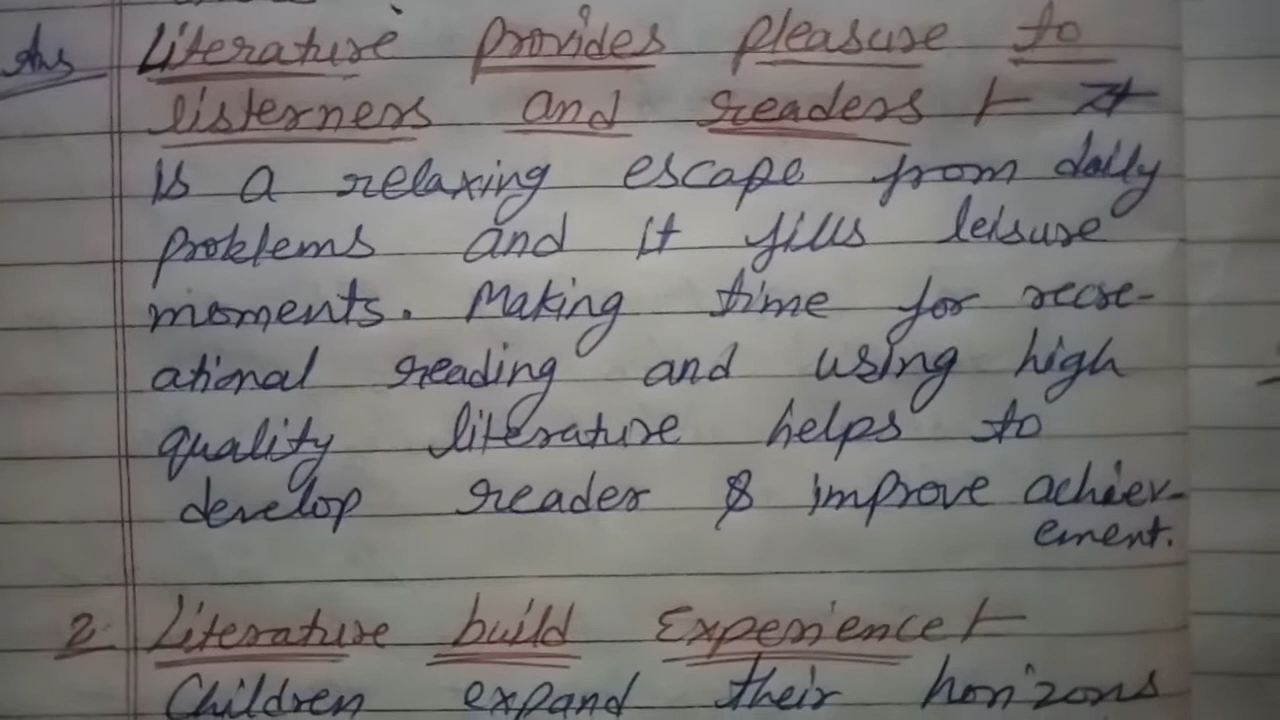 Ans Literature provides pleasure to
listerners and readers :- It
is a relaxing escape from daily
problems and it fills leisure
moments. Making time for recre-
ational reading and using high
quality literature helps to
develop reader & improve achiev-
ement.
2. Literature build Experience :-
Children expand their horizons